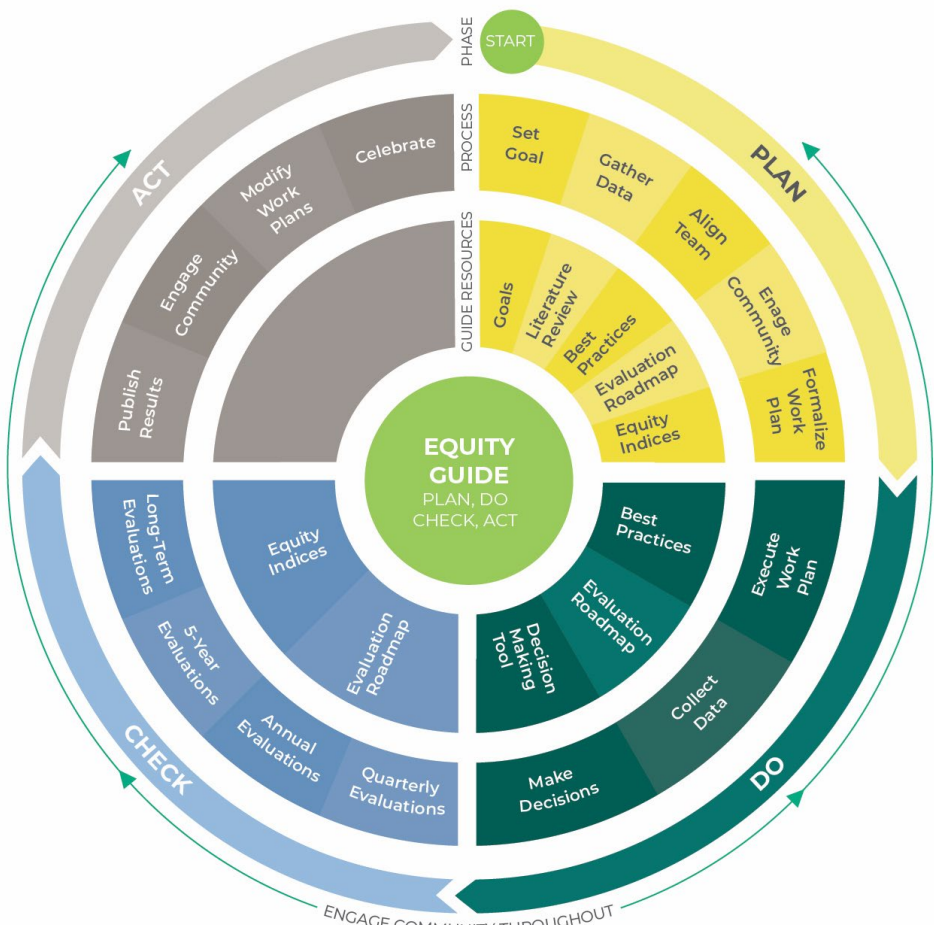 PHASE
START
PROCESS
GUIDE RESOURCES
PLAN
Set
Goal
Gather
Data
Align
Team
Enage
Community
Formalize
Work
Plan
Goals
Literature
Review
Best
Practices
Evaluation
Roadmap
Equity
Indices
DO
Execute
Work
Plan
Collect
Data
Make
Decisions
Best
Practices
Evaluation
Roadmap
Decision
Making
Tool
CHECK
Quarterly
Evaluations
Annual
Evaluations
5-Year
Evaluations
Long-Term
Evaluations
Evaluation
Roadmap
Equity
Indices
ACT
Publish
Results
Engage
Community
Modify
Work
Plans
Celebrate
EQUITY
GUIDE
PLAN, DO
CHECK, ACT
ENGAGE COMMUNITY THROUGHOUT